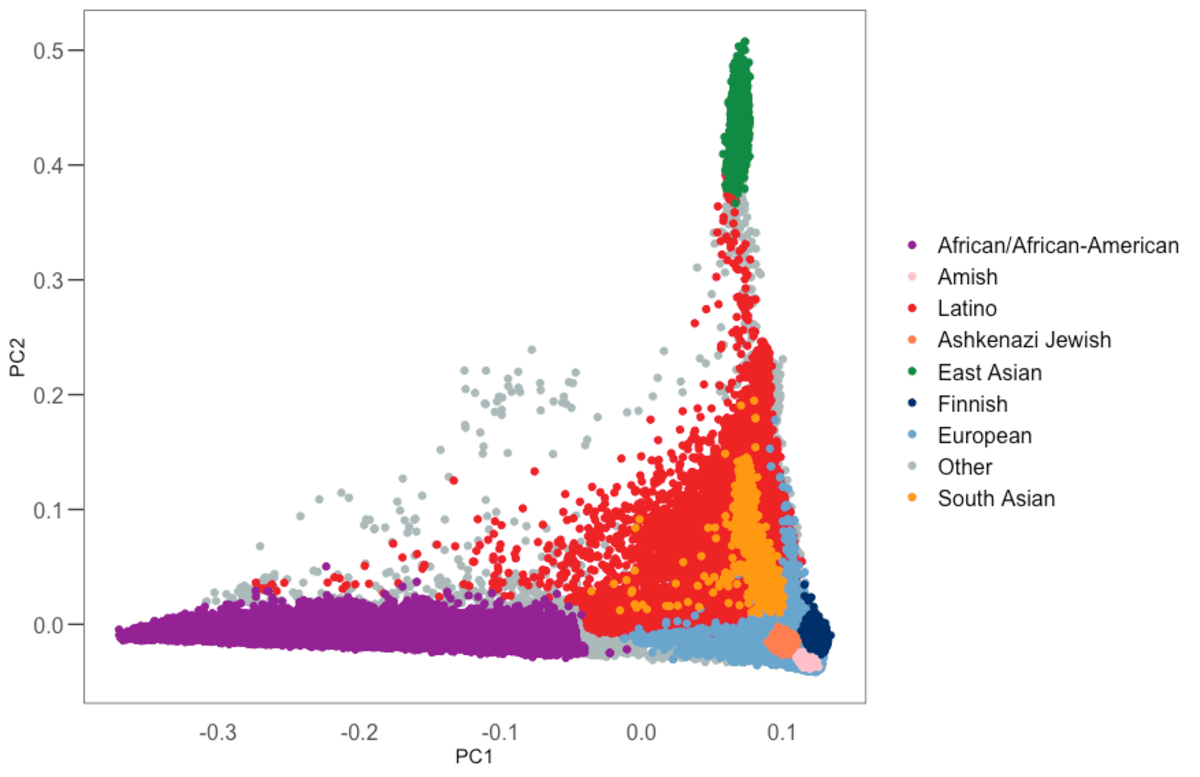 0.5
0.4
0.3
0.2
0.1
0.0
PC2
-0.3 -0.2 -0.1 0.0 0.1
PC1
African/African-American
Amish
Latino
Ashkenazi Jewish
East Asian
Finnish
European
Other
South Asian